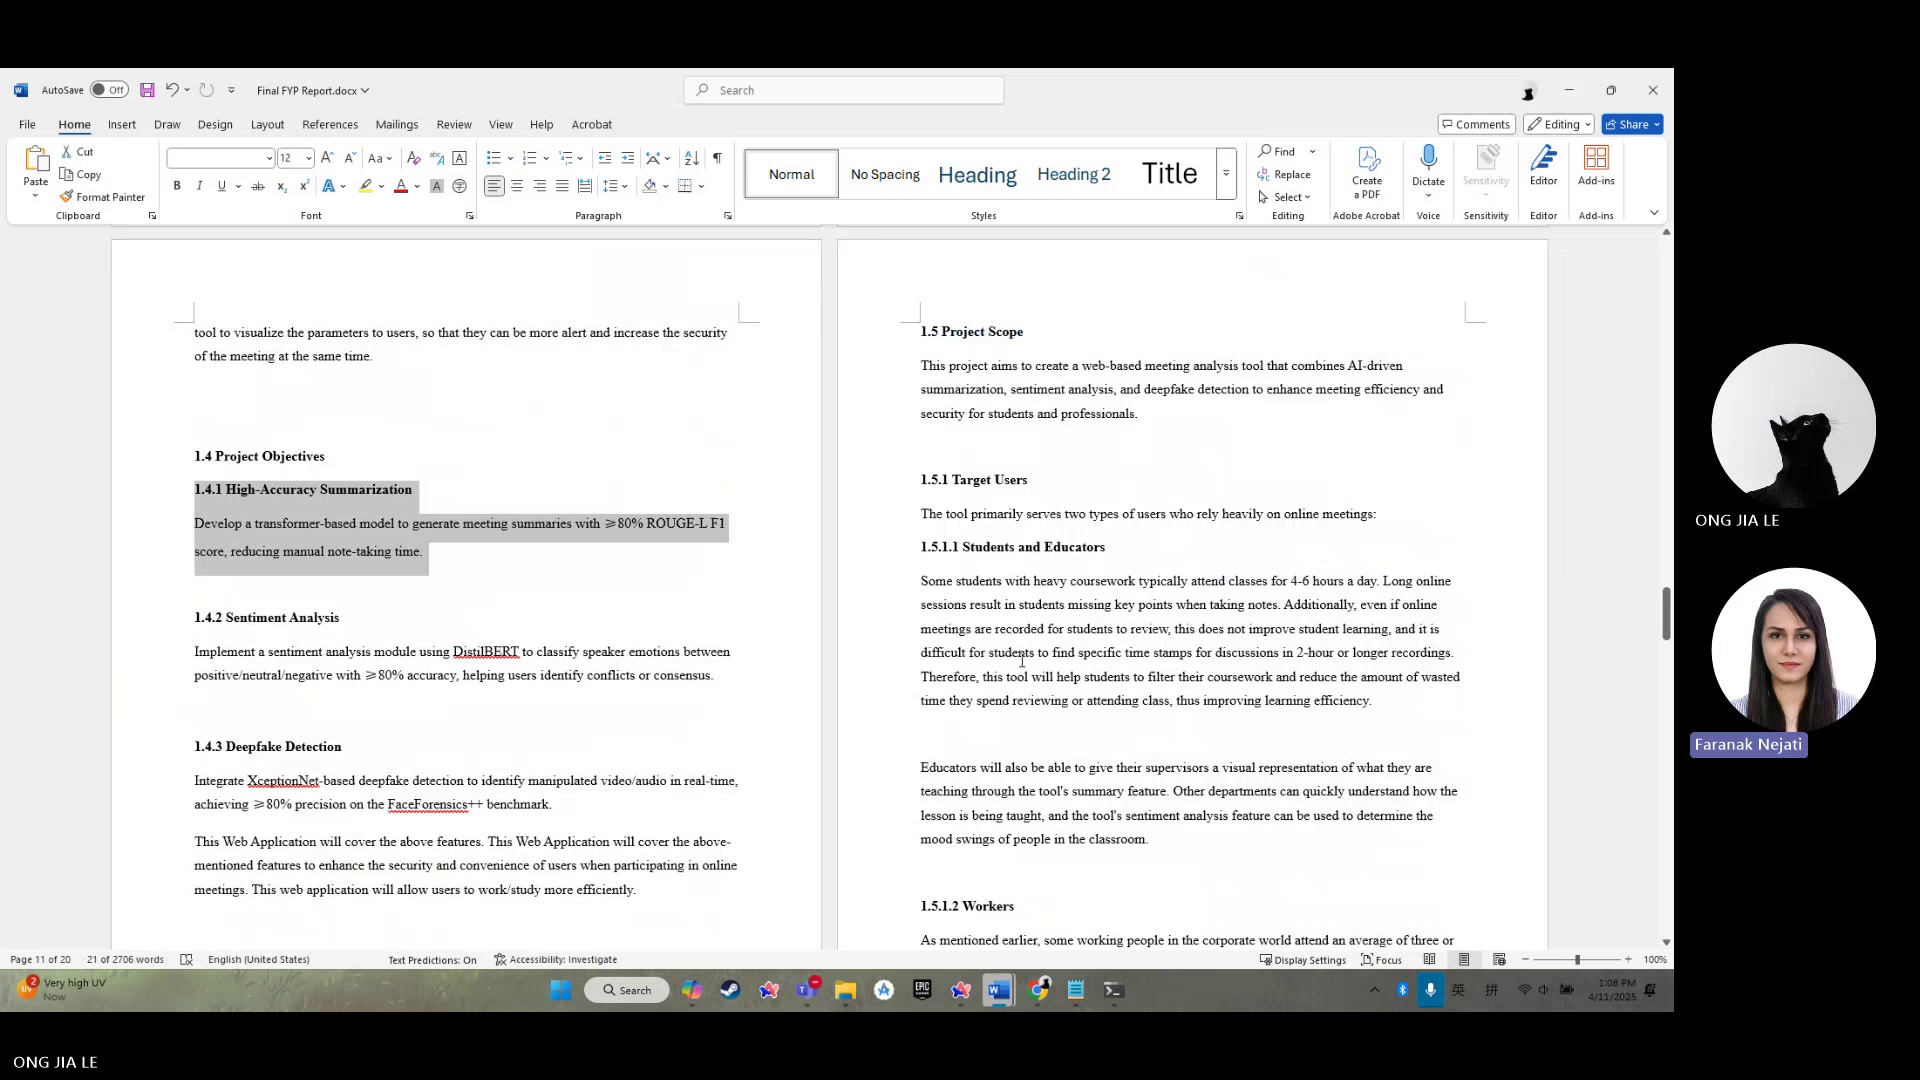 AutoSave Off Final FYP Report.docx Search
File Home Insert Draw Design Layout References Mailings Review View Help Acrobat Comments Editing Share
Paste Cut Copy Format Painter
12 Aa
Normal No Spacing Heading Heading 2 Title
Find Replace Select
Create a PDF Dictate Sensitivity Editor Add-ins
Clipboard Font Paragraph Styles Editing Adobe Acrobat Voice Sensitivity Editor Add-ins
tool to visualize the parameters to users, so that they can be more alert and increase the security
of the meeting at the same time.
1.4 Project Objectives
1.4.1 High-Accuracy Summarization
Develop a transformer-based model to generate meeting summaries with ≥80% ROUGE-L F1
score, reducing manual note-taking time.
1.4.2 Sentiment Analysis
Implement a sentiment analysis module using DistilBERT to classify speaker emotions between
positive/neutral/negative with ≥80% accuracy, helping users identify conflicts or consensus.
1.4.3 Deepfake Detection
Integrate XceptionNet-based deepfake detection to identify manipulated video/audio in real-time,
achieving ≥80% precision on the FaceForensics++ benchmark.
This Web Application will cover the above features. This Web Application will cover the above-
mentioned features to enhance the security and convenience of users when participating in online
meetings. This web application will allow users to work/study more efficiently.
1.5 Project Scope
This project aims to create a web-based meeting analysis tool that combines AI-driven
summarization, sentiment analysis, and deepfake detection to enhance meeting efficiency and
security for students and professionals.
1.5.1 Target Users
The tool primarily serves two types of users who rely heavily on online meetings:
1.5.1.1 Students and Educators
Some students with heavy coursework typically attend classes for 4-6 hours a day. Long online
sessions result in students missing key points when taking notes. Additionally, even if online
meetings are recorded for students to review, this does not improve student learning, and it is
difficult for students to find specific time stamps for discussions in 2-hour or longer recordings.
Therefore, this tool will help students to filter their coursework and reduce the amount of wasted
time they spend reviewing or attending class, thus improving learning efficiency.
Educators will also be able to give their supervisors a visual representation of what they are
teaching through the tool's summary feature. Other departments can quickly understand how the
lesson is being taught, and the tool's sentiment analysis feature can be used to determine the
mood swings of people in the classroom.
1.5.1.2 Workers
As mentioned earlier, some working people in the corporate world attend an average of three or
Page 11 of 20 21 of 2706 words English (United States) Text Predictions: On Accessibility: Investigate Display Settings Focus 100%
Very high UV
Now
2
Search
EPIC GAMES
英 拼
1:08 PM
4/11/2025
ONG JIA LE
Faranak Nejati
ONG JIA LE